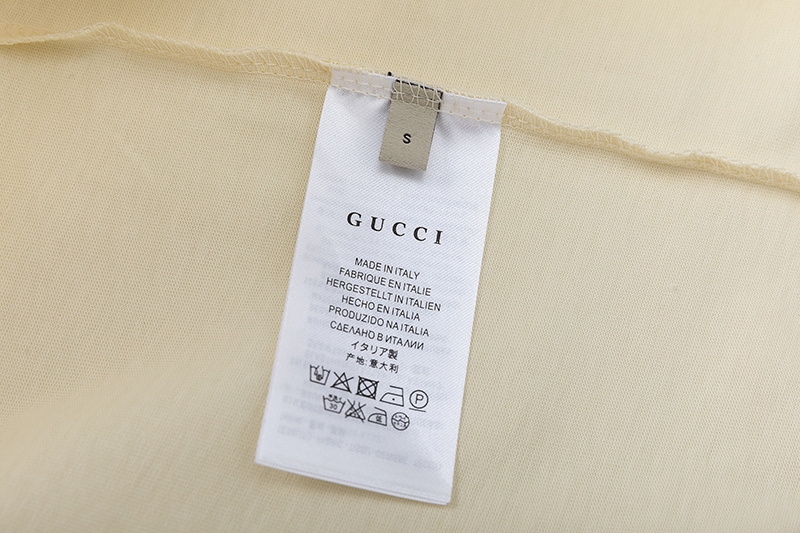 S
GUCCI
MADE IN ITALY
FABRIQUE EN ITALIE
HERGESTELLT IN ITALIEN
HECHO EN ITALIA
PRODUZIDO NA ITALIA
СДЕЛАНО В ИТАЛИИ
イタリア製
产地:意大利
P
30